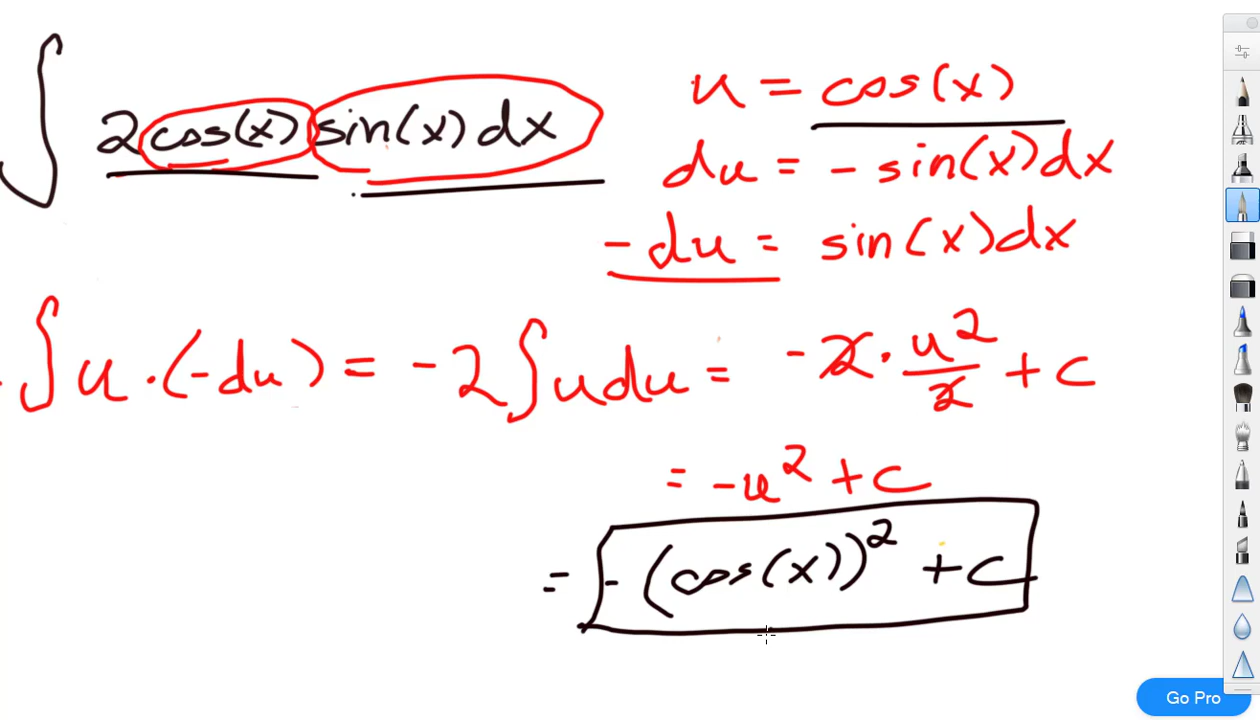 ∫ 2cos(x) sin(x) dx
u = cos(x)
du = - sin(x)dx
-du = sin(x)dx
∫ u · (-du) = -2 ∫ u du = -2 · u²/2 + c
= -u² + c
= - (cos(x))² + c
Go Pro